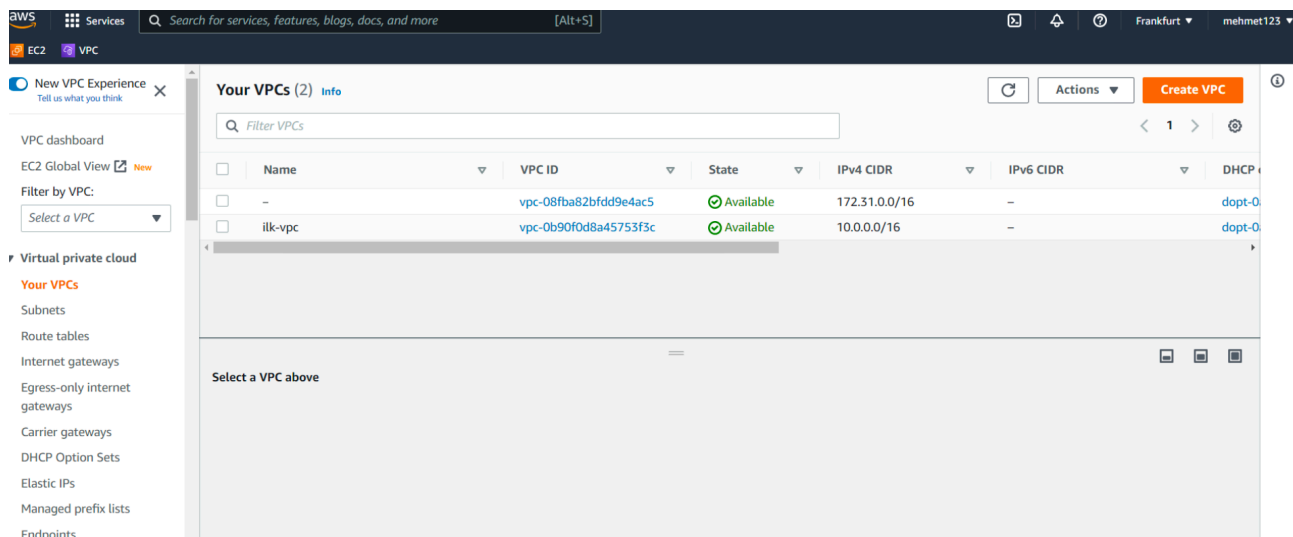 aws Services Search for services, features, blogs, docs, and more [Alt+S] Frankfurt mehmet123
EC2 VPC
New VPC Experience
Tell us what you think
VPC dashboard
EC2 Global View New
Filter by VPC:
Select a VPC
Virtual private cloud
Your VPCs
Subnets
Route tables
Internet gateways
Egress-only internet
gateways
Carrier gateways
DHCP Option Sets
Elastic IPs
Managed prefix lists
Endpoints
Your VPCs (2) Info Actions Create VPC
Filter VPCs 1
Name VPC ID State IPv4 CIDR IPv6 CIDR DHCP
– vpc-08fba82bfdd9e4ac5 Available 172.31.0.0/16 – dopt-0
ilk-vpc vpc-0b90f0d8a45753f3c Available 10.0.0.0/16 – dopt-0
Select a VPC above